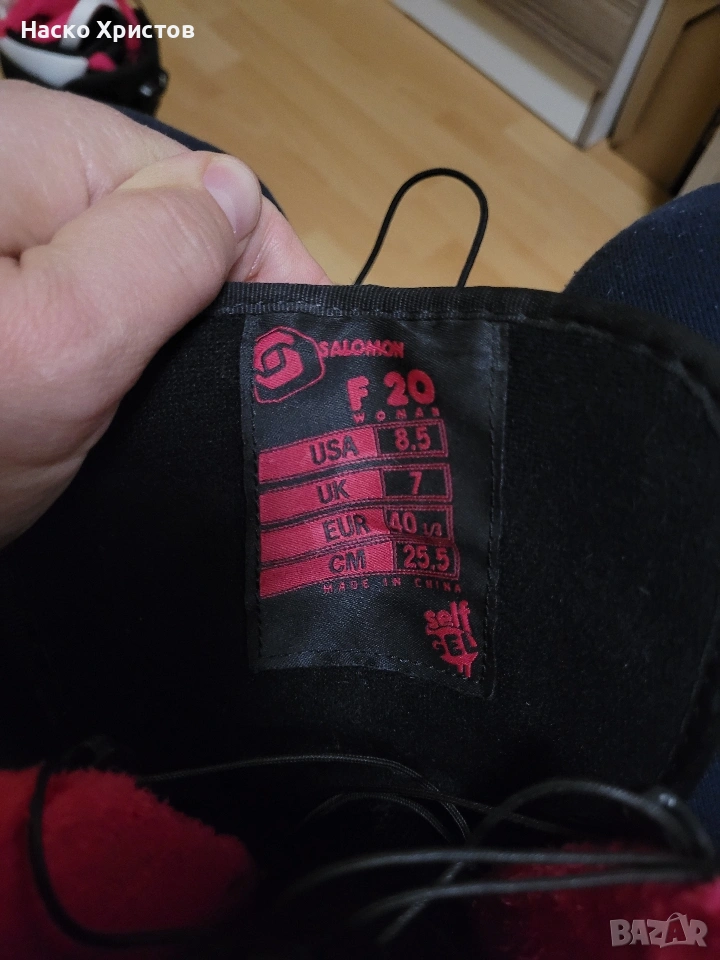 Наско Христов
SALOMON
F 20
WOMAN
USA 8.5
UK 7
EUR 40 1/3
CM 25.5
MADE IN CHINA
self
GEL
BAZAR